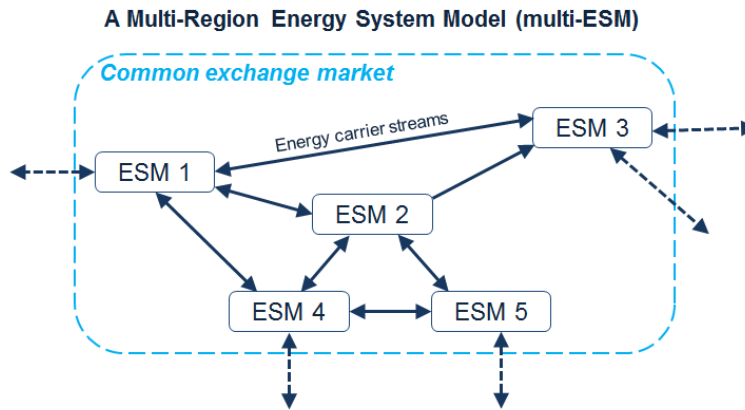 A Multi-Region Energy System Model (multi-ESM)
Common exchange market
Energy carrier streams
ESM 3
ESM 1
ESM 2
ESM 4
ESM 5